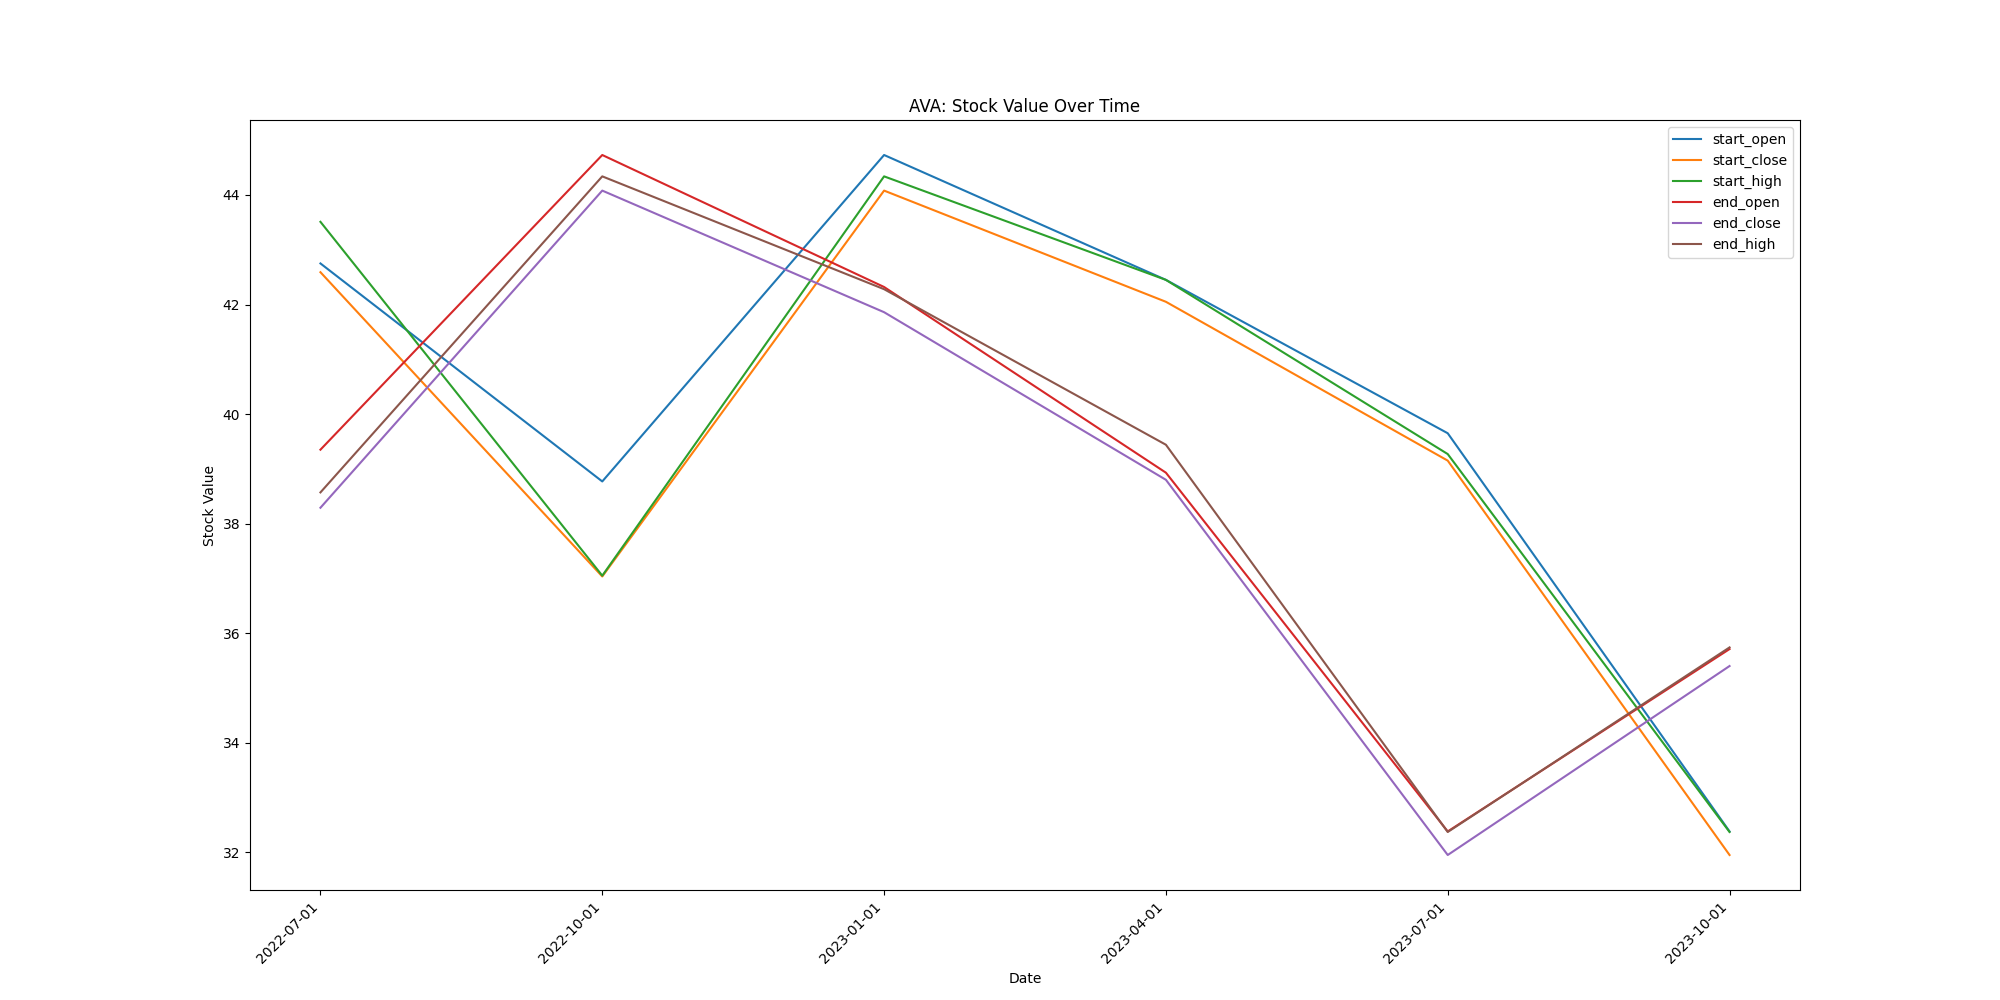 AVA: Stock Value Over Time
start_open
start_close
start_high
end_open
end_close
end_high
Stock Value
44
42
40
38
36
34
32
2022-07-01
2022-10-01
2023-01-01
2023-04-01
2023-07-01
2023-10-01
Date